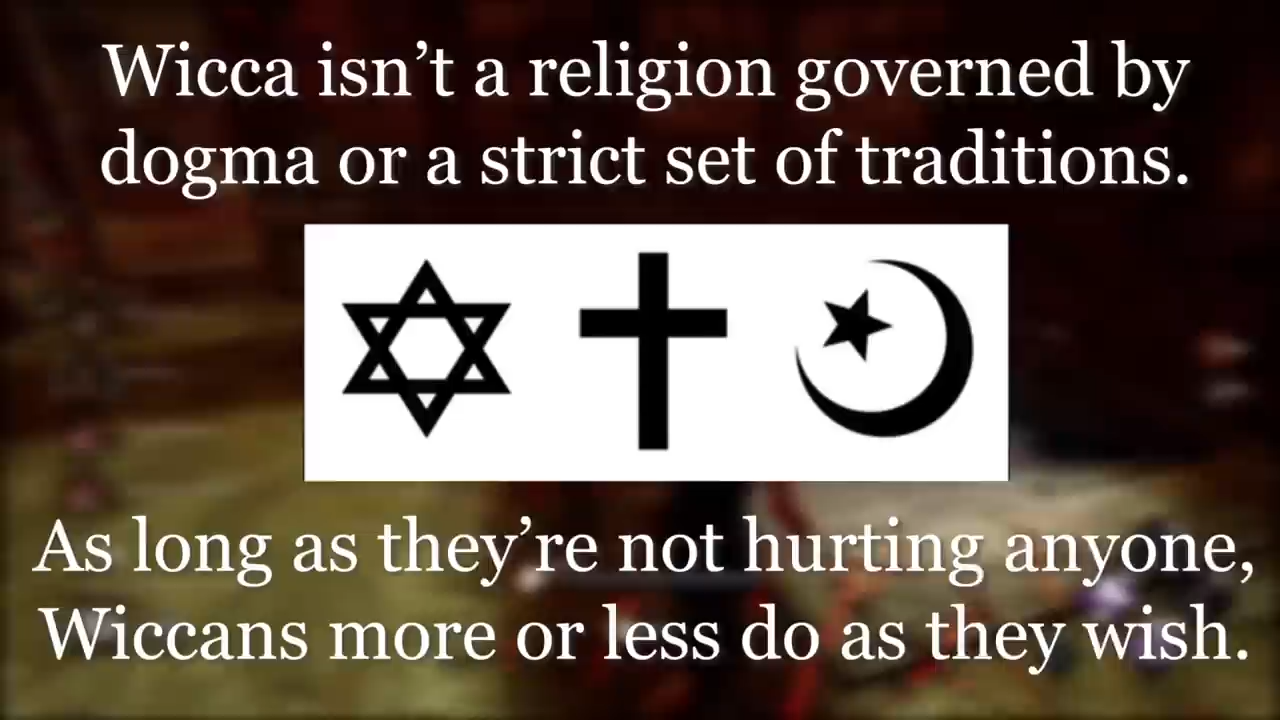 Wicca isn’t a religion governed by
dogma or a strict set of traditions.
As long as they’re not hurting anyone,
Wiccans more or less do as they wish.